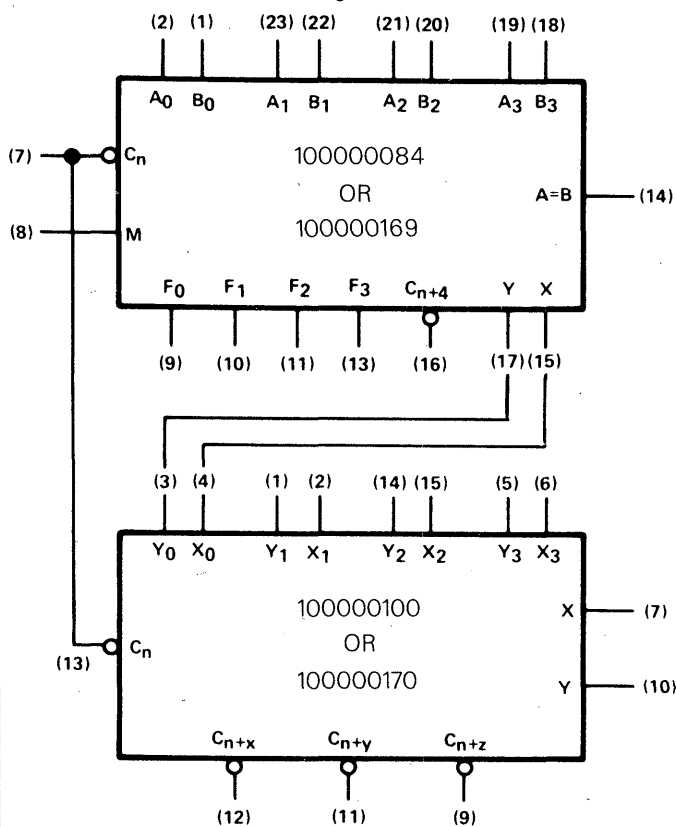 (2) (1) (23) (22) (21) (20) (19) (18)
A0 B0 A1 B1 A2 B2 A3 B3
(7) Cn 100000084
OR A=B (14)
(8) M 100000169
F0 F1 F2 F3 Cn+4 Y X
(9) (10) (11) (13) (16) (17) (15)
(3) (4) (1) (2) (14) (15) (5) (6)
Y0 X0 Y1 X1 Y2 X2 Y3 X3
100000100 X (7)
(13) Cn OR
100000170 Y (10)
Cn+x Cn+y Cn+z
(12) (11) (9)